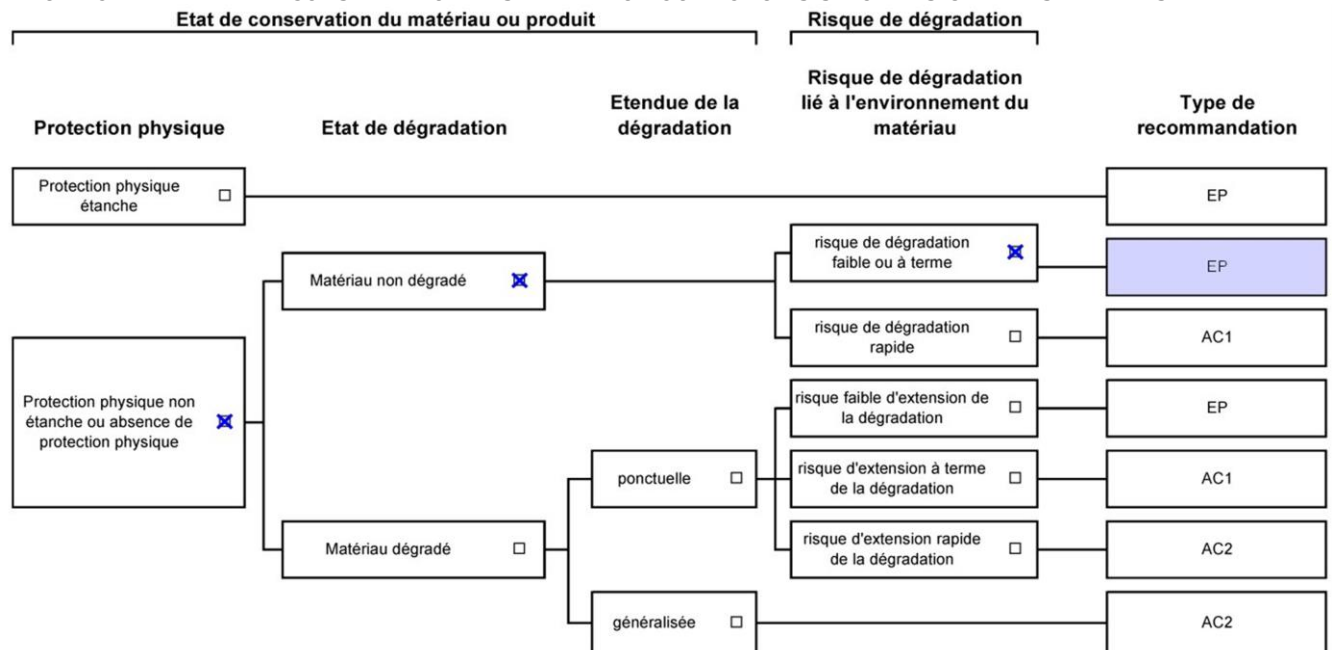 Etat de conservation du matériau ou produit
Risque de dégradation
Protection physique
Etat de dégradation
Etendue de la
dégradation
Risque de dégradation
lié à l'environnement du
matériau
Type de
recommandation
Protection physique
étanche
EP
risque de dégradation
faible ou à terme
EP
Matériau non dégradé
risque de dégradation
rapide
AC1
Protection physique non
étanche ou absence de
protection physique
risque faible d'extension de
la dégradation
EP
ponctuelle
risque d'extension à terme
de la dégradation
AC1
Matériau dégradé
risque d'extension rapide
de la dégradation
AC2
généralisée
AC2